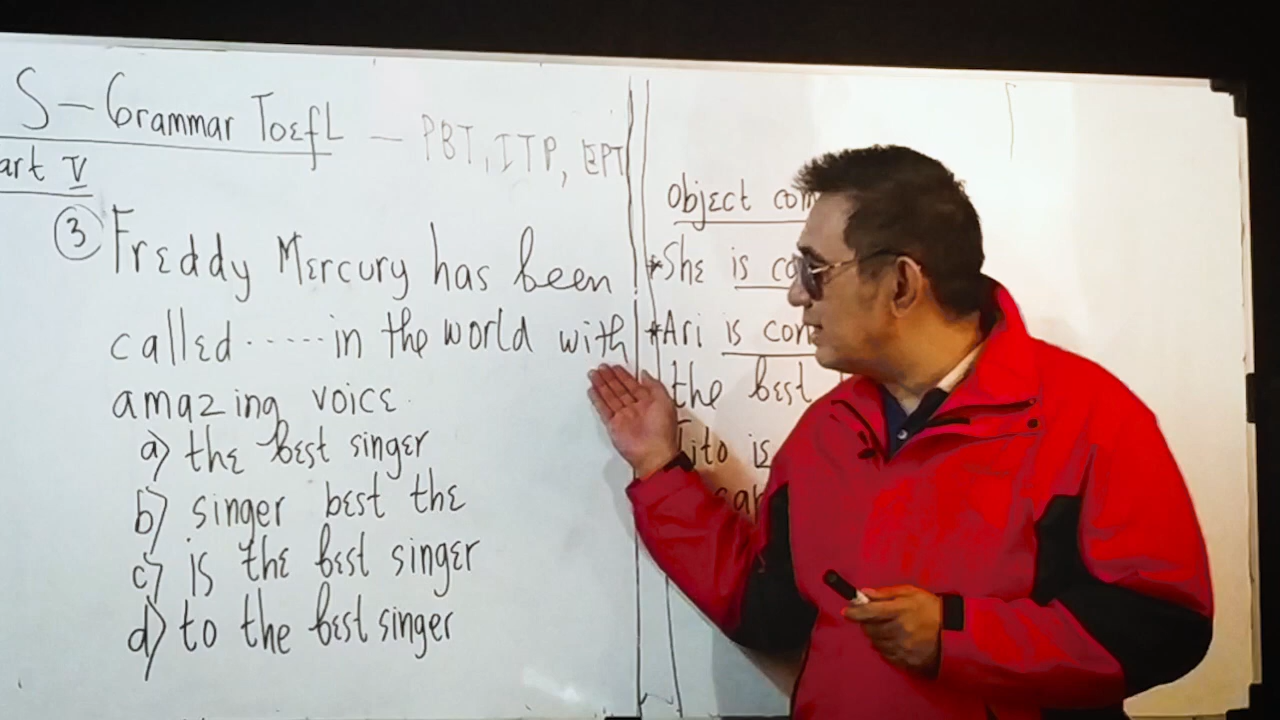 S - Grammar Toefl - PBT, ITP, EPT
art V
3 Freddy Mercury has been
called ...... in the world with
amazing voice.
a) the best singer
b) singer best the
c) is the best singer
d) to the best singer
Object com
*She is co
*Ari is con
the best
Tito is